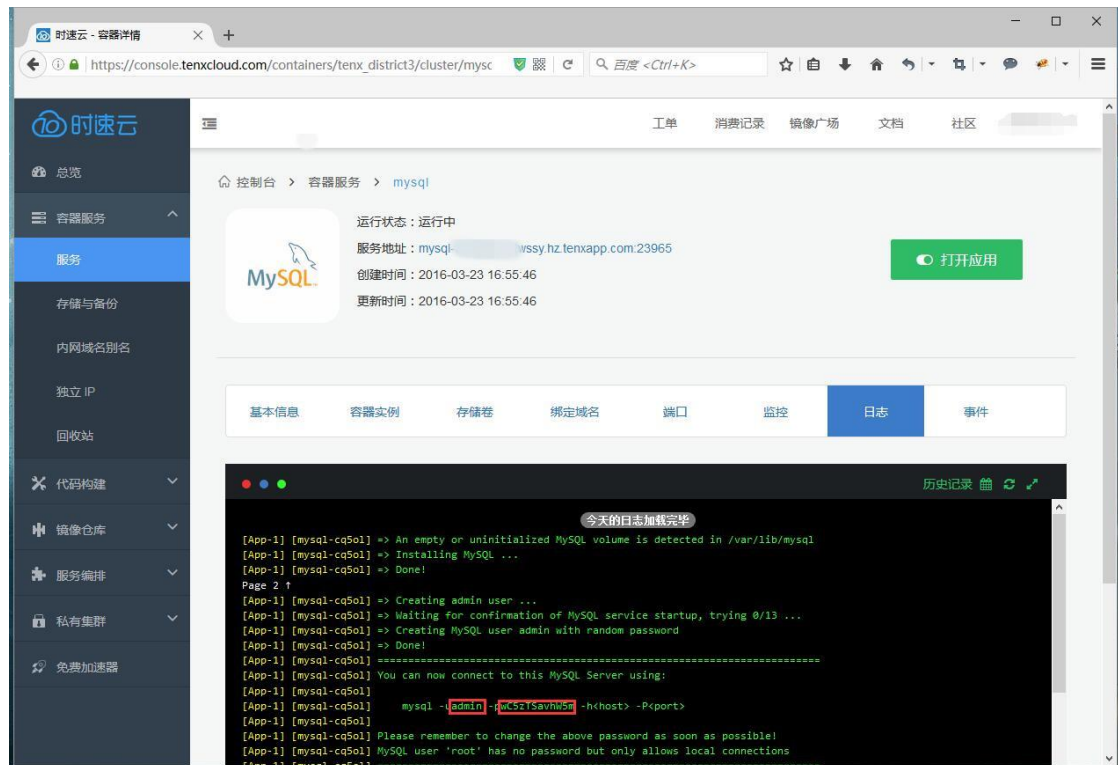 时速云 - 容器详情
https://console.tenxcloud.com/containers/tenx_district3/cluster/mysc
百度 <Ctrl+K>
时速云
工单 消费记录 镜像广场 文档 社区
总览
容器服务
服务
存储与备份
内网域名别名
独立 IP
回收站
代码构建
镜像仓库
服务编排
私有集群
免费加速器
控制台 > 容器服务 > mysql
MySQL
运行状态：运行中
服务地址：mysql- wssy.hz.tenxapp.com:23965
创建时间：2016-03-23 16:55:46
更新时间：2016-03-23 16:55:46
打开应用
基本信息 容器实例 存储卷 绑定域名 端口 监控 日志 事件
历史记录
今天的日志加载完毕
[App-1] [mysql-cq5ol] => An empty or uninitialized MySQL volume is detected in /var/lib/mysql
[App-1] [mysql-cq5ol] => Installing MySQL ...
[App-1] [mysql-cq5ol] => Done!
Page 2 ↑
[App-1] [mysql-cq5ol] => Creating admin user ...
[App-1] [mysql-cq5ol] => Waiting for confirmation of MySQL service startup, trying 0/13 ...
[App-1] [mysql-cq5ol] => Creating MySQL user admin with random password
[App-1] [mysql-cq5ol] => Done!
[App-1] [mysql-cq5ol] ========================================================================
[App-1] [mysql-cq5ol] You can now connect to this MySQL Server using:
[App-1] [mysql-cq5ol]
[App-1] [mysql-cq5ol] mysql -uadmin -pwC5zTSavhW5m -h<host> -P<port>
[App-1] [mysql-cq5ol]
[App-1] [mysql-cq5ol] Please remember to change the above password as soon as possible!
[App-1] [mysql-cq5ol] MySQL user 'root' has no password but only allows local connections
[App-1] [mysql-cq5ol] ========================================================================